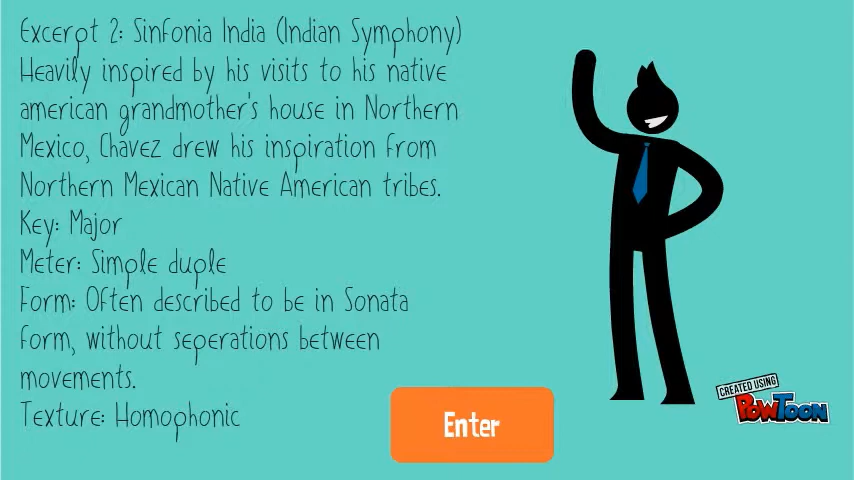 Excerpt 2: Sinfonia India (Indian Symphony)
Heavily inspired by his visits to his native
american grandmother's house in Northern
Mexico, Chavez drew his inspiration from
Northern Mexican Native American tribes.
Key: Major
Meter: Simple duple
Form: Often described to be in Sonata
form, without seperations between
movements.
Texture: Homophonic
Enter
CREATED USING
POWTOON